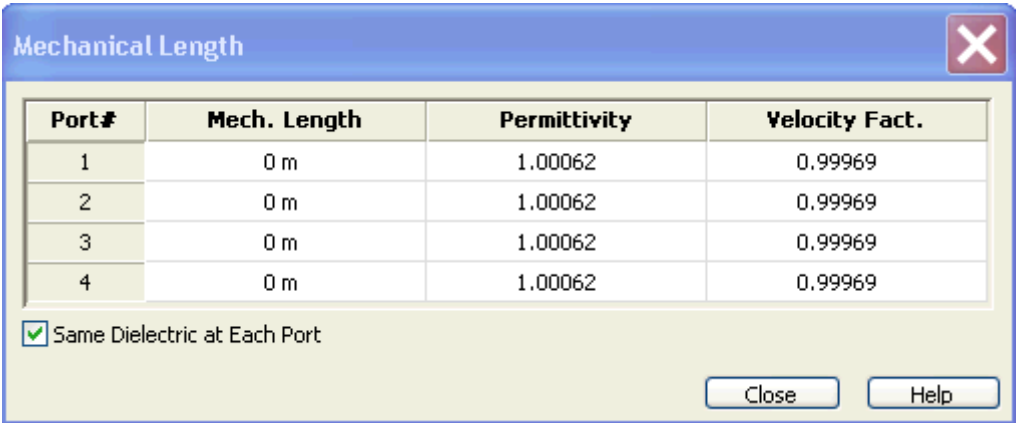 Mechanical Length
Port# Mech. Length Permittivity Velocity Fact.
1 0 m 1.00062 0.99969
2 0 m 1.00062 0.99969
3 0 m 1.00062 0.99969
4 0 m 1.00062 0.99969
Same Dielectric at Each Port
Close Help